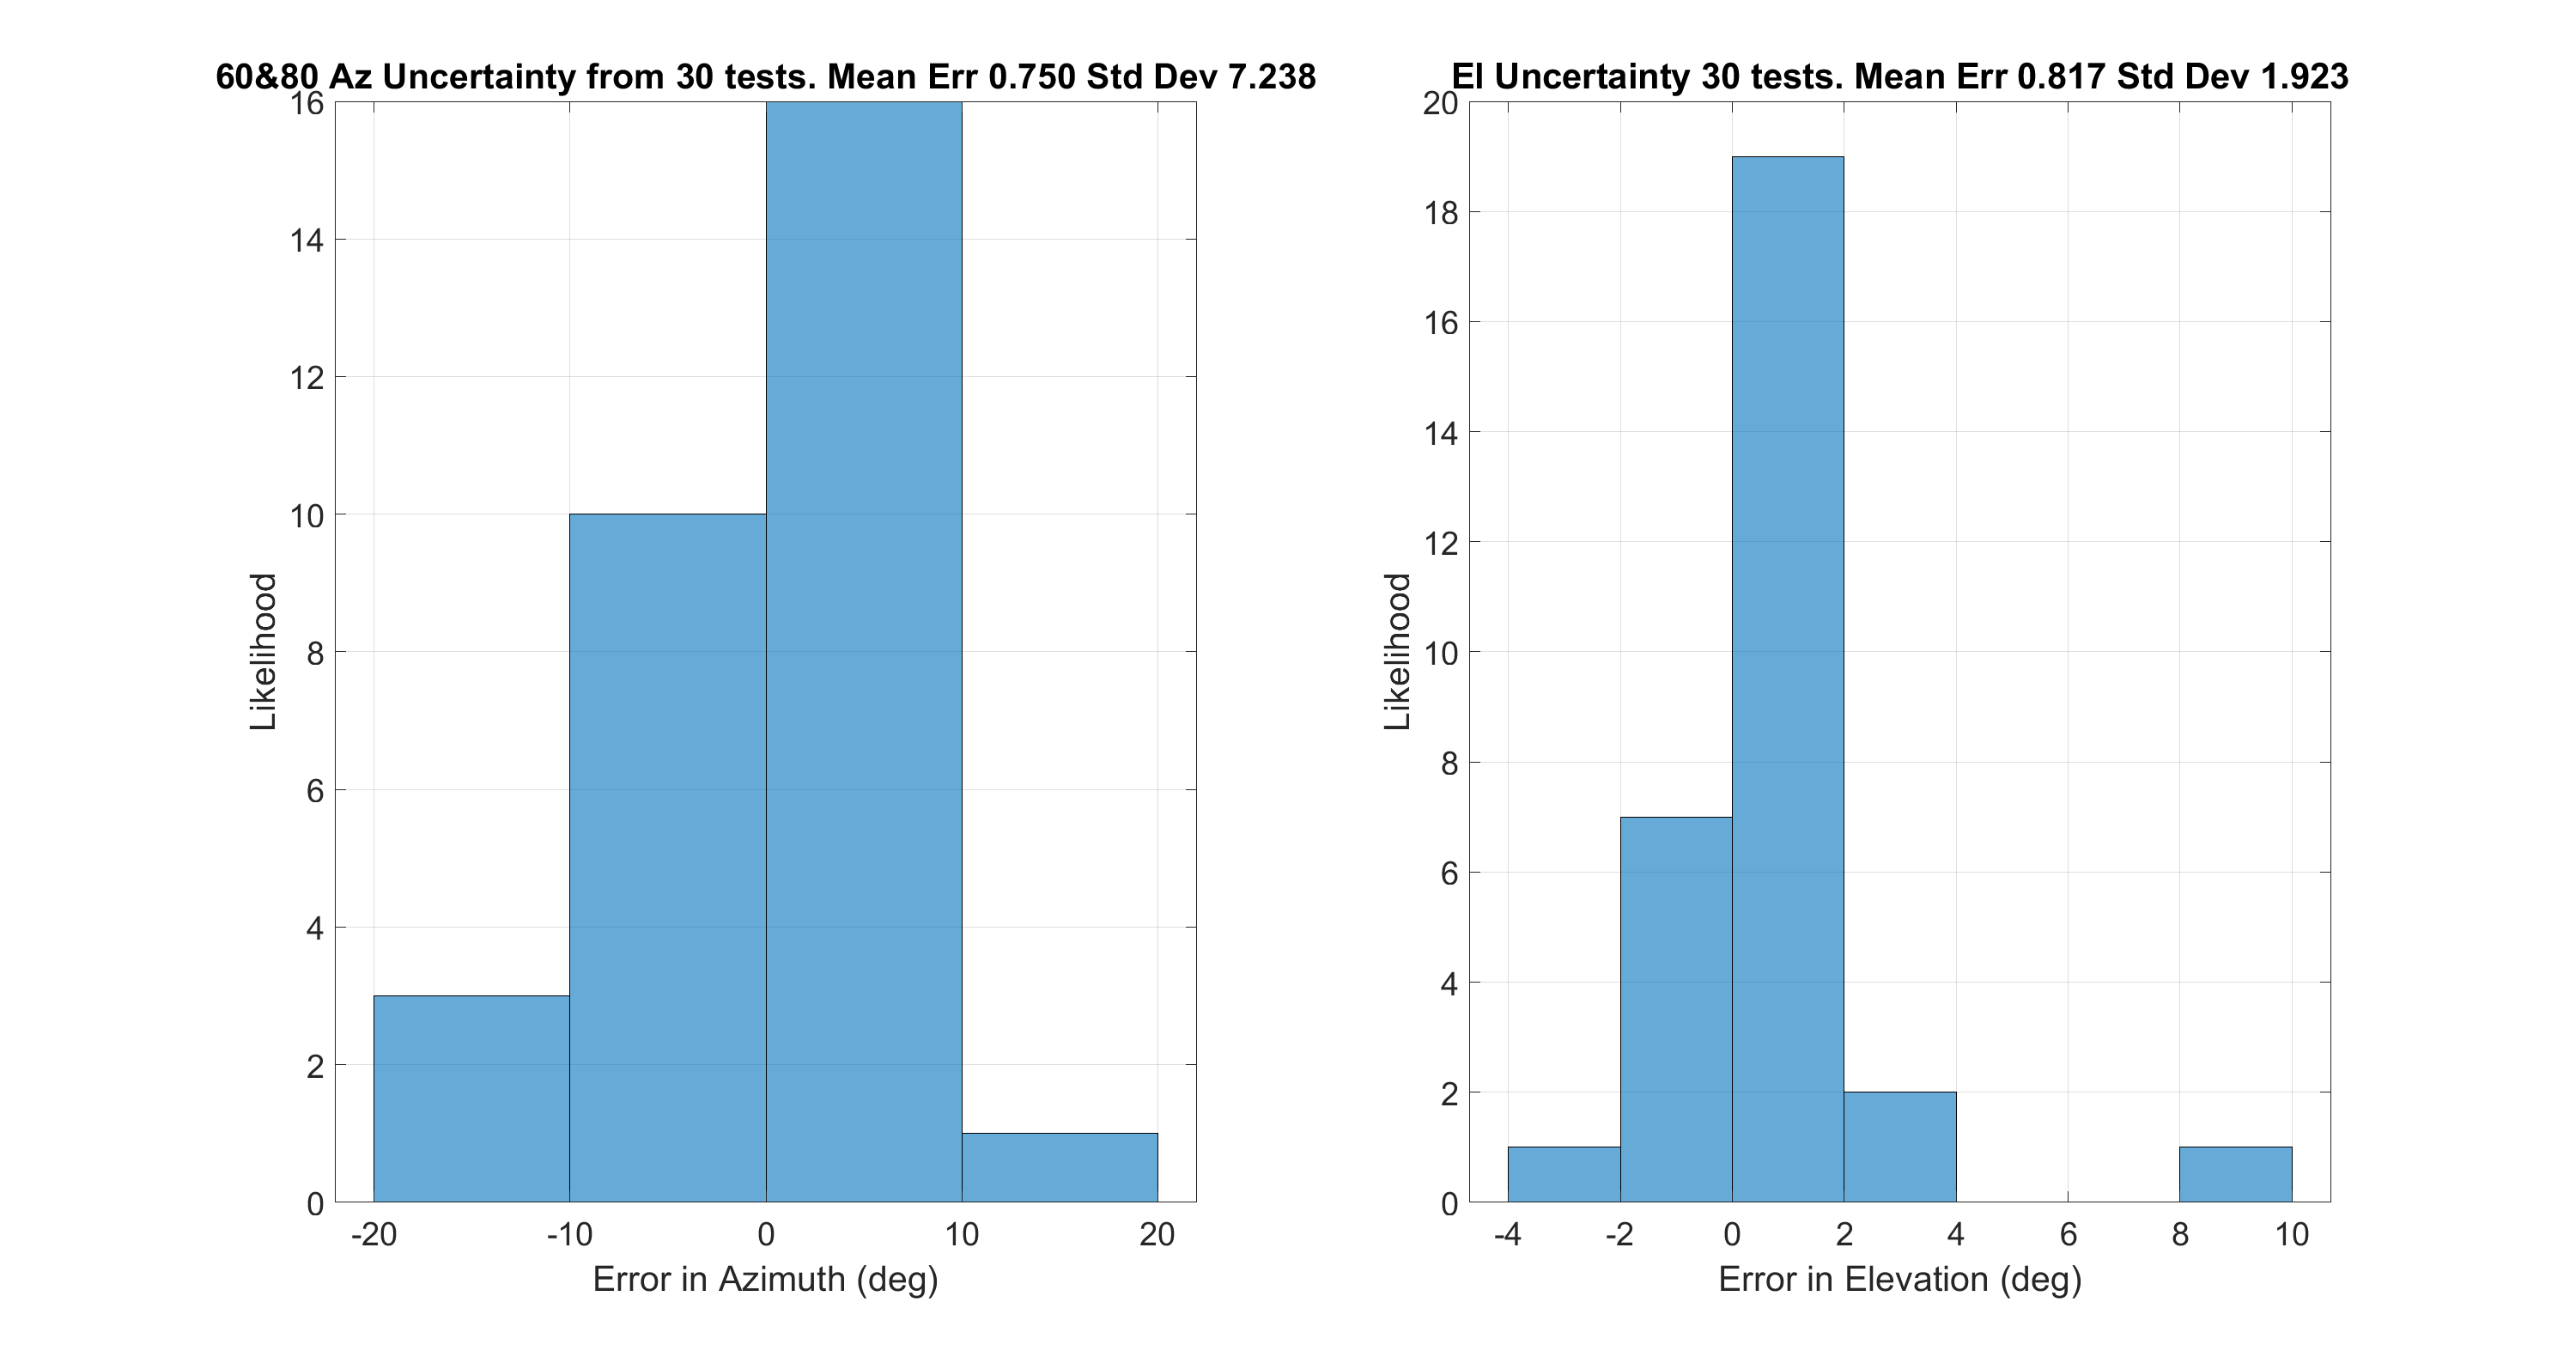 60&80 Az Uncertainty from 30 tests. Mean Err 0.750 Std Dev 7.238
16
14
12
10
8
6
4
2
0
Likelihood
-20 -10 0 10 20
Error in Azimuth (deg)
El Uncertainty 30 tests. Mean Err 0.817 Std Dev 1.923
20
18
16
14
12
10
8
6
4
2
0
Likelihood
-4 -2 0 2 4 6 8 10
Error in Elevation (deg)